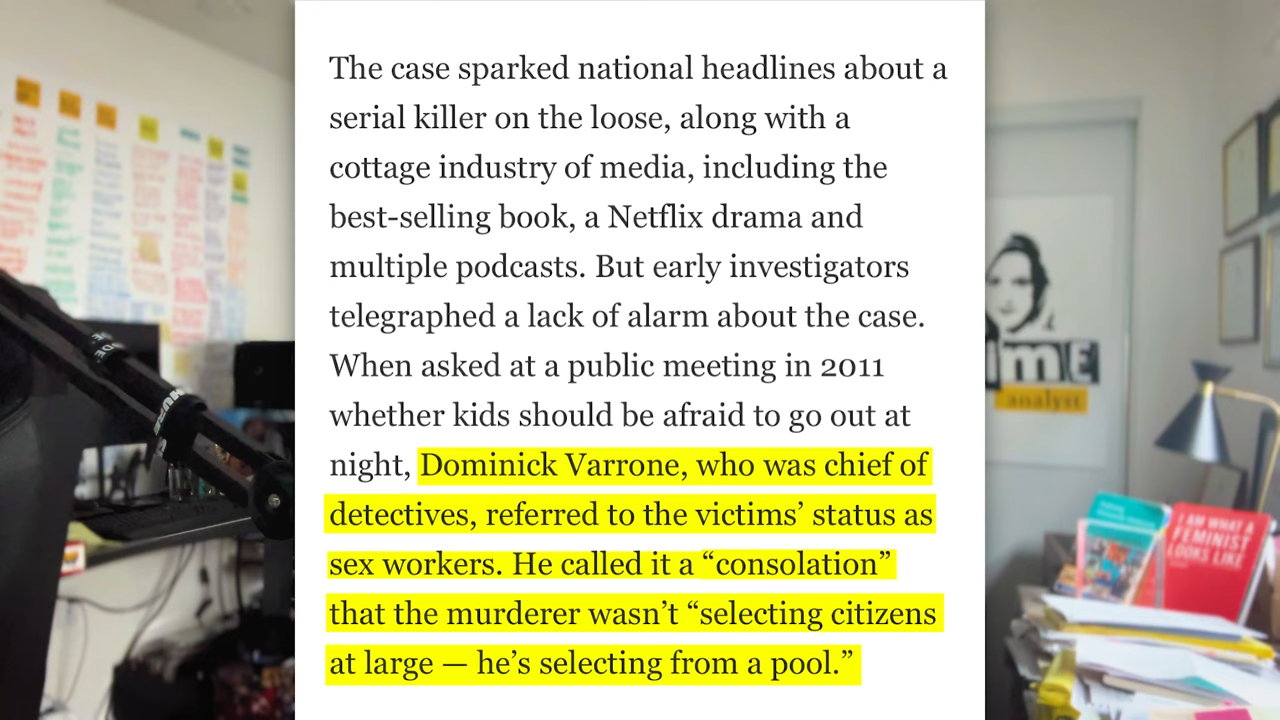 The case sparked national headlines about a
serial killer on the loose, along with a
cottage industry of media, including the
best-selling book, a Netflix drama and
multiple podcasts. But early investigators
telegraphed a lack of alarm about the case.
When asked at a public meeting in 2011
whether kids should be afraid to go out at
night, Dominick Varrone, who was chief of
detectives, referred to the victims’ status as
sex workers. He called it a “consolation”
that the murderer wasn’t “selecting citizens
at large — he’s selecting from a pool.”
analyst
I AM WHAT A
FEMINIST
LOOKS LIKE